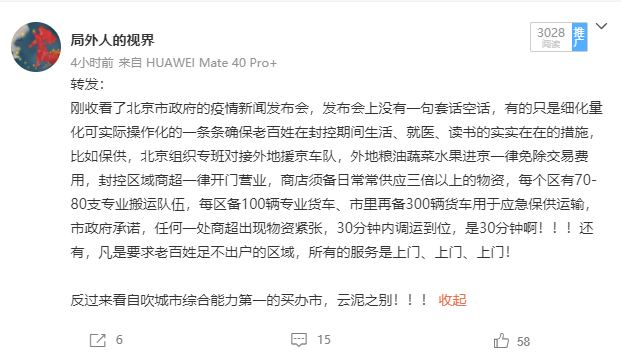 局外人的视界
3028
阅读
推广
4小时前 来自 HUAWEI Mate 40 Pro+
转发：
刚收看了北京市政府的疫情新闻发布会，发布会上没有一句套话空话，有的只是细化量
化可实际操作化的一条条确保老百姓在封控期间生活、就医、读书的实实在在的措施，
比如保供，北京组织专班对接外地援京车队，外地粮油蔬菜水果进京一律免除交易费
用，封控区域商超一律开门营业，商店须备日常常供应三倍以上的物资，每个区有70-
80支专业搬运队伍，每区备100辆专业货车、市里再备300辆货车用于应急保供运输，
市政府承诺，任何一处商超出现物资紧张，30分钟内调运到位，是30分钟啊！！！还
有，凡是要求老百姓足不出户的区域，所有的服务是上门、上门、上门！
反过来看自吹城市综合能力第一的买办市，云泥之别！！！ 收起
6
15
58